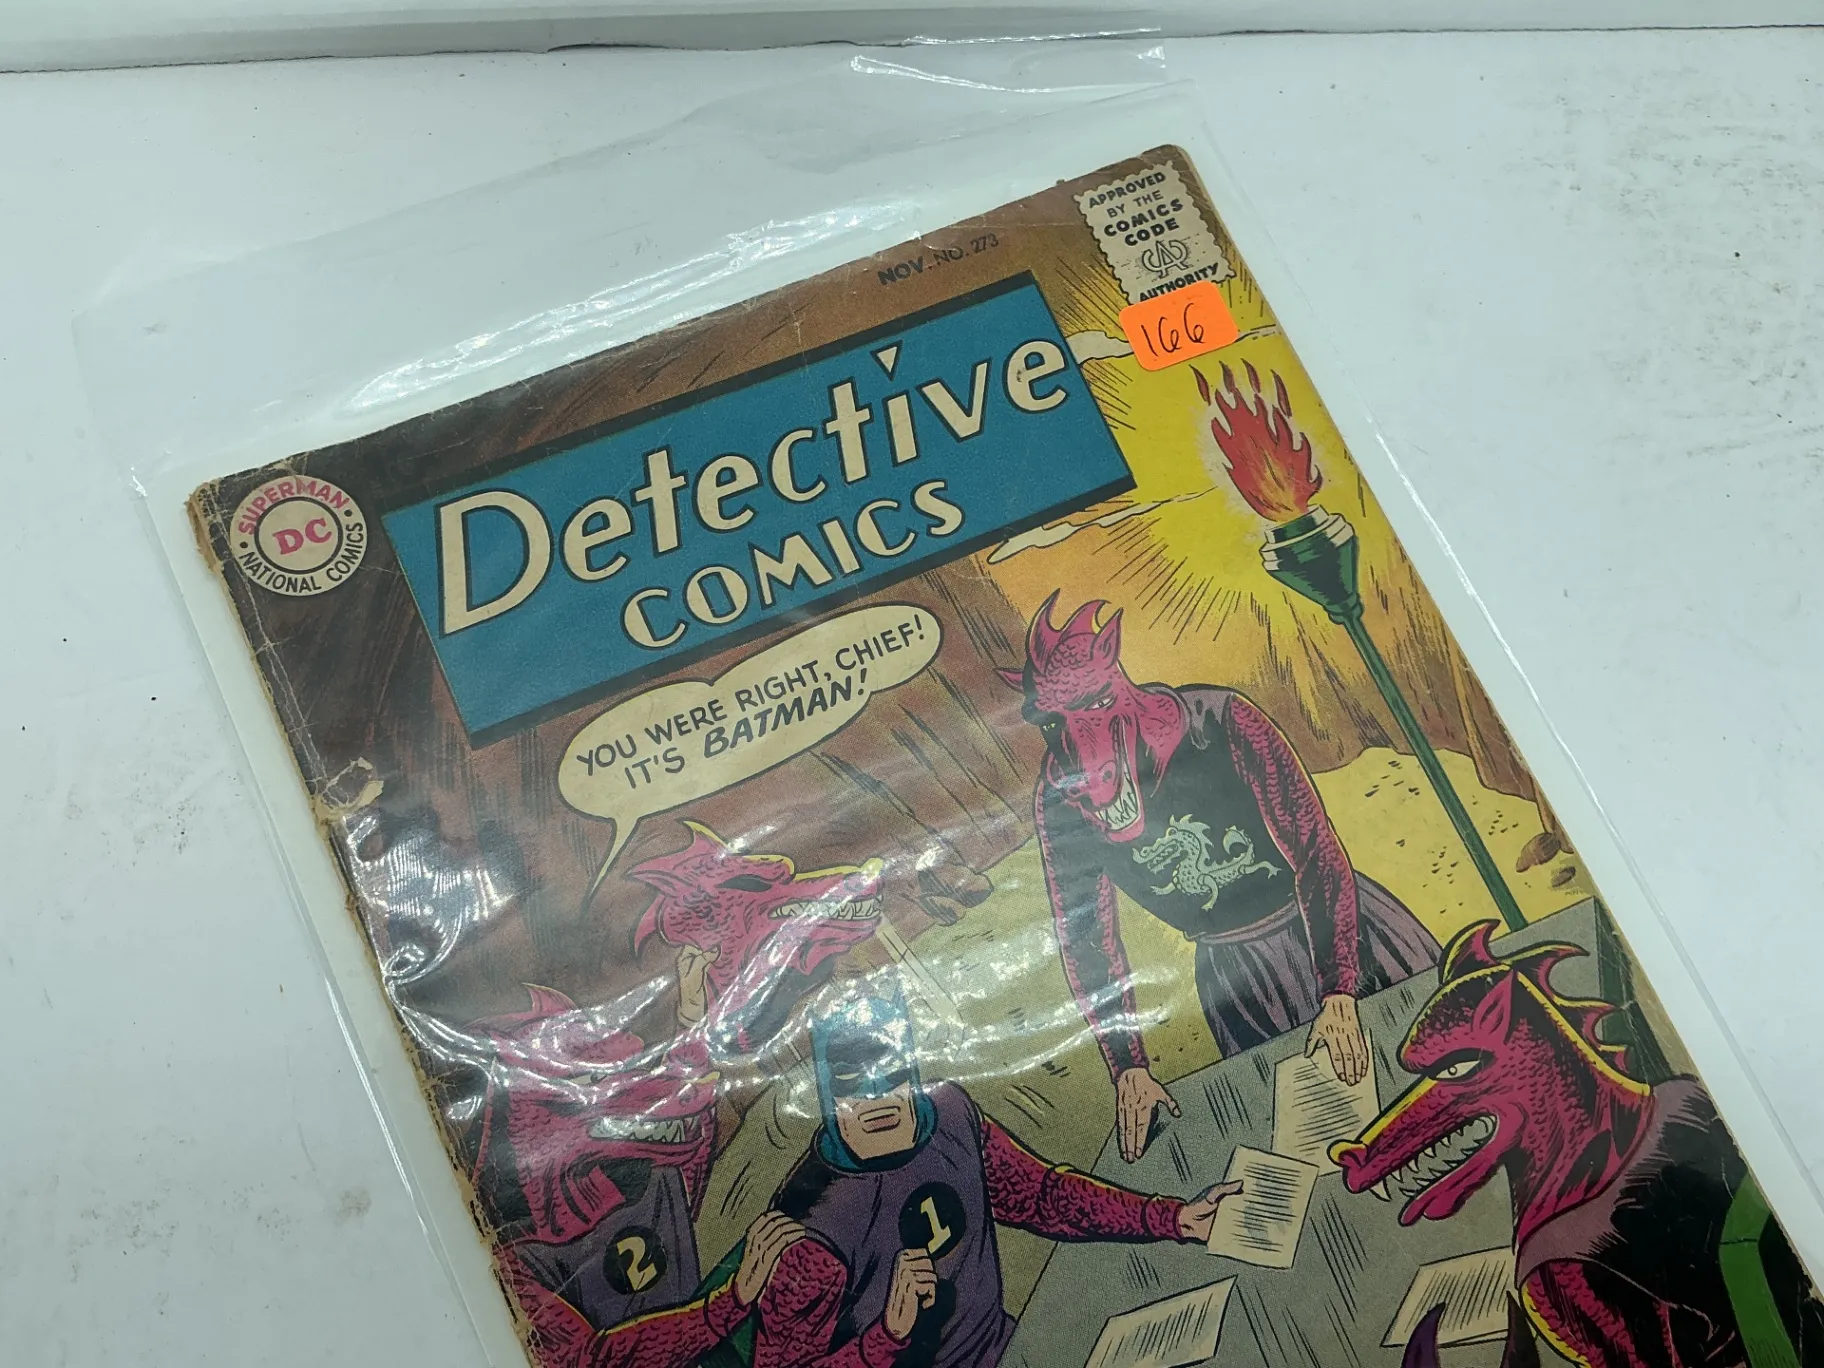 NOV. NO. 273
APPROVED
BY THE
COMICS
CODE
CA
AUTHORITY
166
SUPERMAN
DC
NATIONAL COMICS
Detective
COMICS
YOU WERE RIGHT, CHIEF!
IT'S BATMAN!
2
1